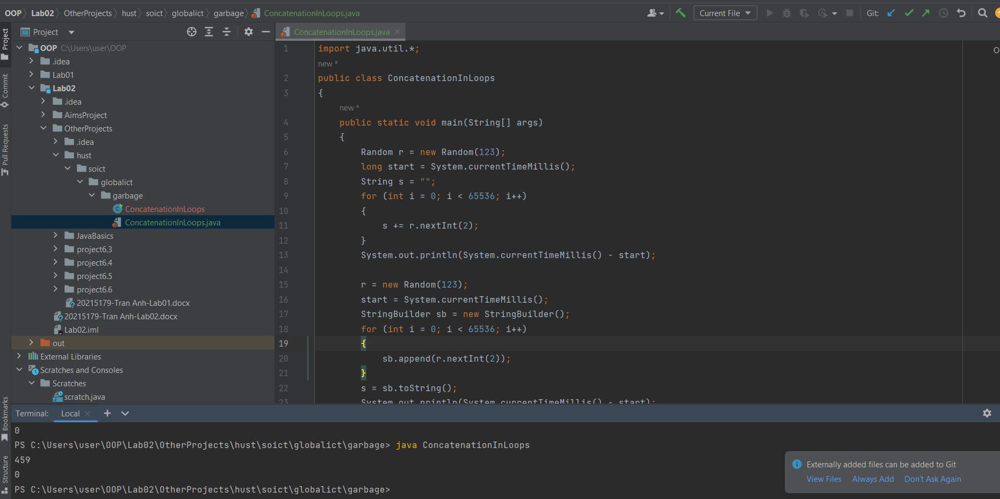 OOP Lab02 OtherProjects hust soict globalict garbage ConcatenationInLoops.java
Current File
Git:
Project
Commit
Pull Requests
Bookmarks
Structure
Project
OOP C:\Users\user\OOP
.idea
Lab01
Lab02
.idea
AimsProject
OtherProjects
.idea
hust
soict
globalict
garbage
ConcatenationInLoops
ConcatenationInLoops.java
JavaBasics
project6.3
project6.4
project6.5
project6.6
20215179-Tran Anh-Lab01.docx
20215179-Tran Anh-Lab02.docx
Lab02.iml
out
External Libraries
Scratches and Consoles
Scratches
scratch.java
ConcatenationInLoops.java
1 import java.util.*;
new *
2 public class ConcatenationInLoops
3 {
new *
4 public static void main(String[] args)
5 {
6 Random r = new Random(123);
7 long start = System.currentTimeMillis();
8 String s = "";
9 for (int i = 0; i < 65536; i++)
10 {
11 s += r.nextInt(2);
12 }
13 System.out.println(System.currentTimeMillis() - start);
14
15 r = new Random(123);
16 start = System.currentTimeMillis();
17 StringBuilder sb = new StringBuilder();
18 for (int i = 0; i < 65536; i++)
19 {
20 sb.append(r.nextInt(2));
21 }
22 s = sb.toString();
23 System.out.println(System.currentTimeMillis() - start);
Terminal: Local
0
PS C:\Users\user\OOP\Lab02\OtherProjects\hust\soict\globalict\garbage> java ConcatenationInLoops
459
0
PS C:\Users\user\OOP\Lab02\OtherProjects\hust\soict\globalict\garbage>
Externally added files can be added to Git
View Files Always Add Don't Ask Again